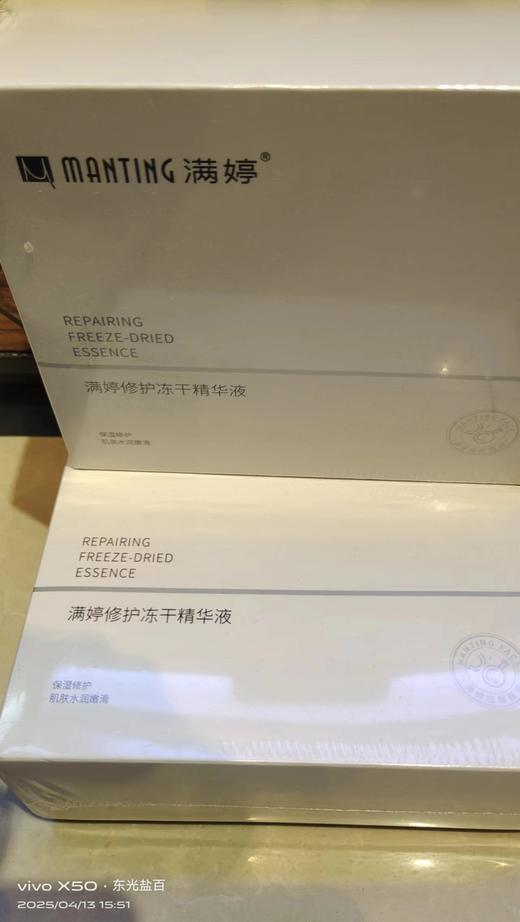 MANTING 满婷®
REPAIRING
FREEZE-DRIED
ESSENCE
满婷修护冻干精华液
保湿修护
肌肤水润嫩滑
REPAIRING
FREEZE-DRIED
ESSENCE
满婷修护冻干精华液
MANTING FACE
保湿修护
肌肤水润嫩滑
vivo X50 · 东光盐百
2025/04/13 15:51